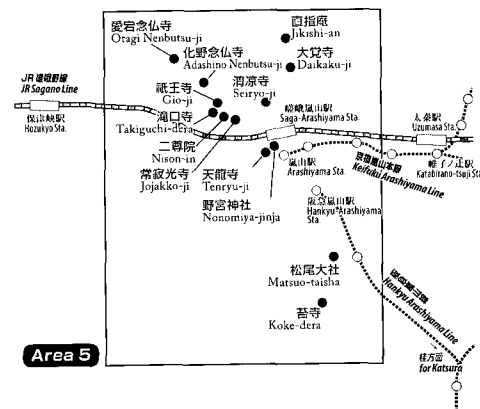 愛宕念仏寺
Otagi Nenbutsu-ji
直指庵
Jikishi-an
化野念仏寺
Adashino Nenbutsu-ji
大覚寺
Daikaku-ji
祇王寺
Gio-ji
清凉寺
Seiryo-ji
JR嵯峨野線
JR Sagano Line
保津峡駅
Hozukyo Sta.
滝口寺
Takiguchi-dera
嵯峨嵐山駅
Saga-Arashiyama Sta.
太秦駅
Uzumasa Sta.
二尊院
Nison-in
嵐山駅
Arashiyama Sta.
京福嵐山本線
Keifuku Arashiyama Line
帷子ノ辻駅
Katabirano-tsuji Sta.
常寂光寺
Jojakko-ji
天龍寺
Tenryu-ji
野宮神社
Nonomiya-jinja
阪急嵐山駅
Hankyu-Arashiyama
Sta.
松尾大社
Matsuo-taisha
阪急嵐山線
Hankyu Arashiyama Line
苔寺
Koke-dera
桂方面
for Katsura
Area 5